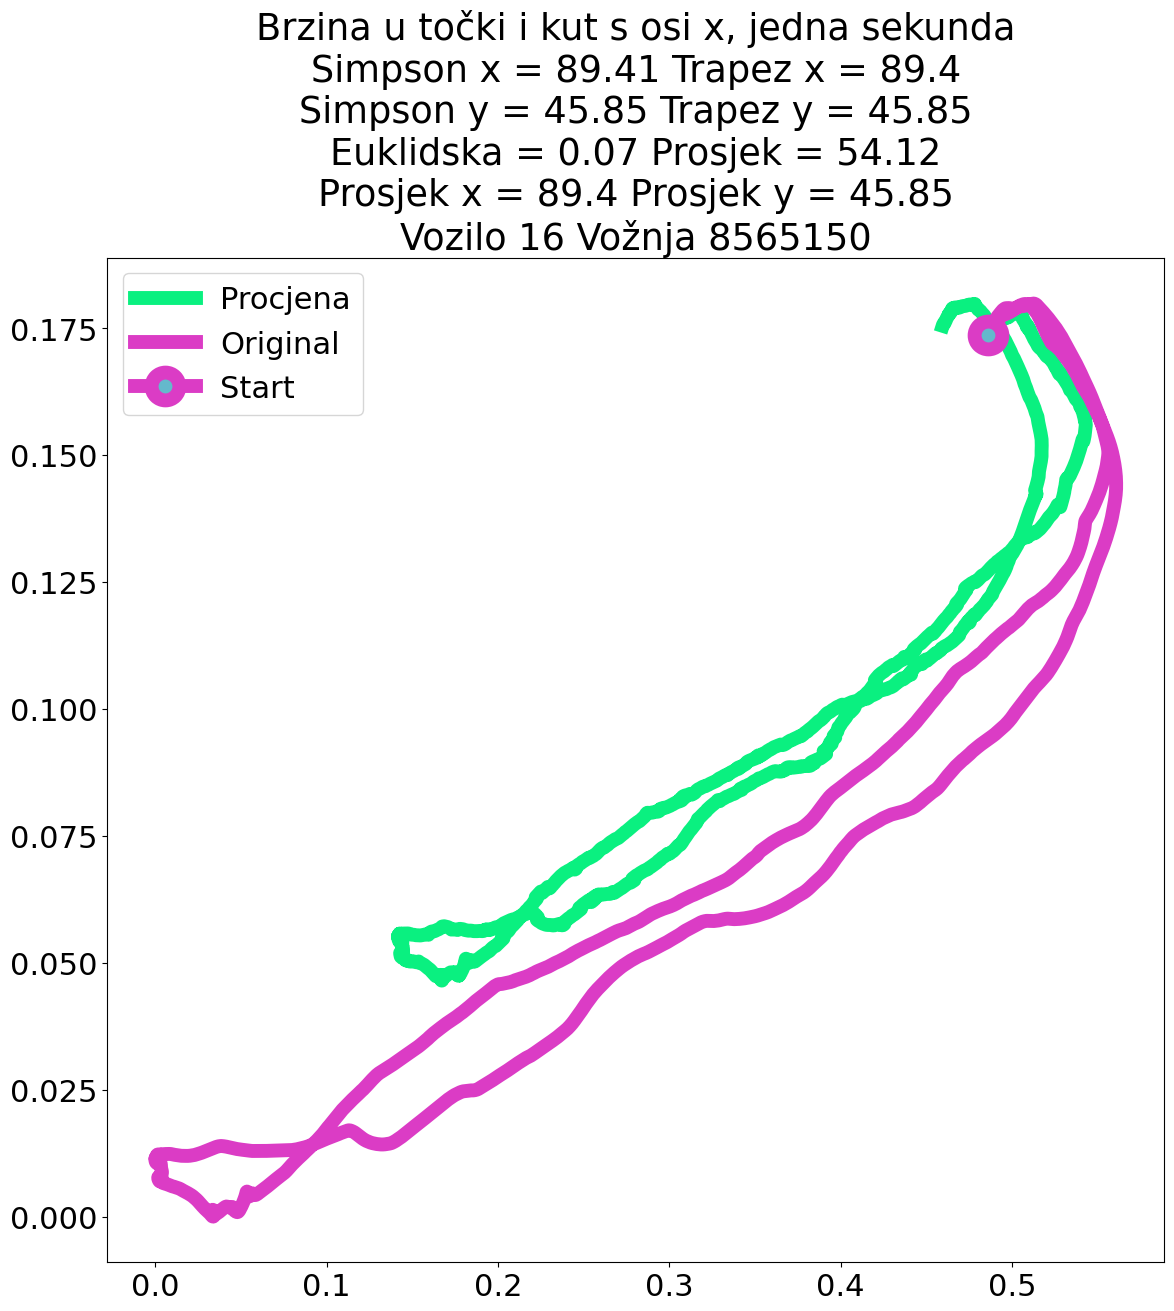 Brzina u točki i kut s osi x, jedna sekunda
Simpson x = 89.41 Trapez x = 89.4
Simpson y = 45.85 Trapez y = 45.85
Euklidska = 0.07 Prosjek = 54.12
Prosjek x = 89.4 Prosjek y = 45.85
Vozilo 16 Vožnja 8565150
Procjena
Original
Start
0.175
0.150
0.125
0.100
0.075
0.050
0.025
0.000
0.0 0.1 0.2 0.3 0.4 0.5